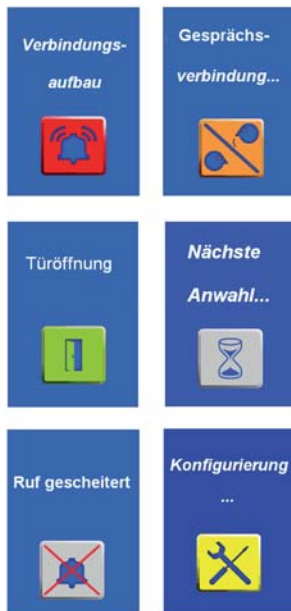 Verbindungs-
aufbau
Gesprächs-
verbindung...
Türöffnung
Nächste
Anwahl...
Ruf gescheitert
Konfigurierung
...